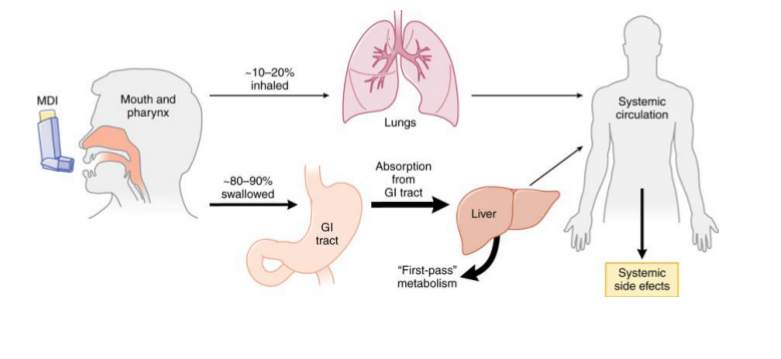 MDI
Mouth and
pharynx
~10–20%
inhaled
Lungs
Systemic
circulation
~80–90%
swallowed
GI
tract
Absorption
from
GI tract
Liver
"First-pass"
metabolism
Systemic
side efects